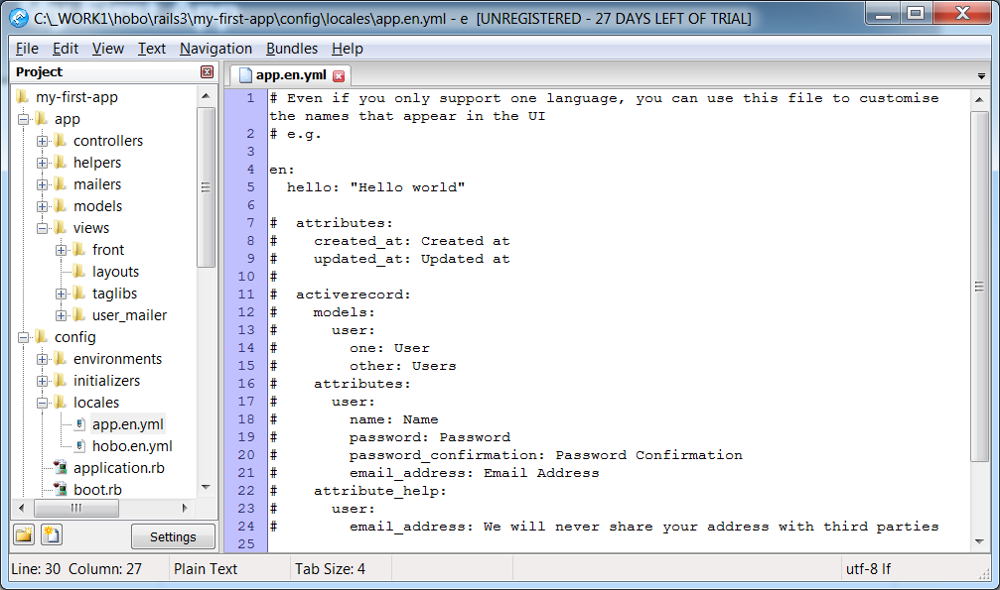 C:\_WORK1\hobo\rails3\my-first-app\config\locales\app.en.yml - e [UNREGISTERED - 27 DAYS LEFT OF TRIAL]
File Edit View Text Navigation Bundles Help
Project
my-first-app
app
controllers
helpers
mailers
models
views
front
layouts
taglibs
user_mailer
config
environments
initializers
locales
app.en.yml
hobo.en.yml
application.rb
boot.rb
Settings
app.en.yml
1 # Even if you only support one language, you can use this file to customise
the names that appear in the UI
2 # e.g.
3
4 en:
5   hello: "Hello world"
6
7 #  attributes:
8 #    created_at: Created at
9 #    updated_at: Updated at
10 #
11 #  activerecord:
12 #    models:
13 #      user:
14 #        one: User
15 #        other: Users
16 #    attributes:
17 #      user:
18 #        name: Name
19 #        password: Password
20 #        password_confirmation: Password Confirmation
21 #        email_address: Email Address
22 #    attribute_help:
23 #      user:
24 #        email_address: We will never share your address with third parties
25
Line: 30 Column: 27 Plain Text Tab Size: 4 utf-8 lf